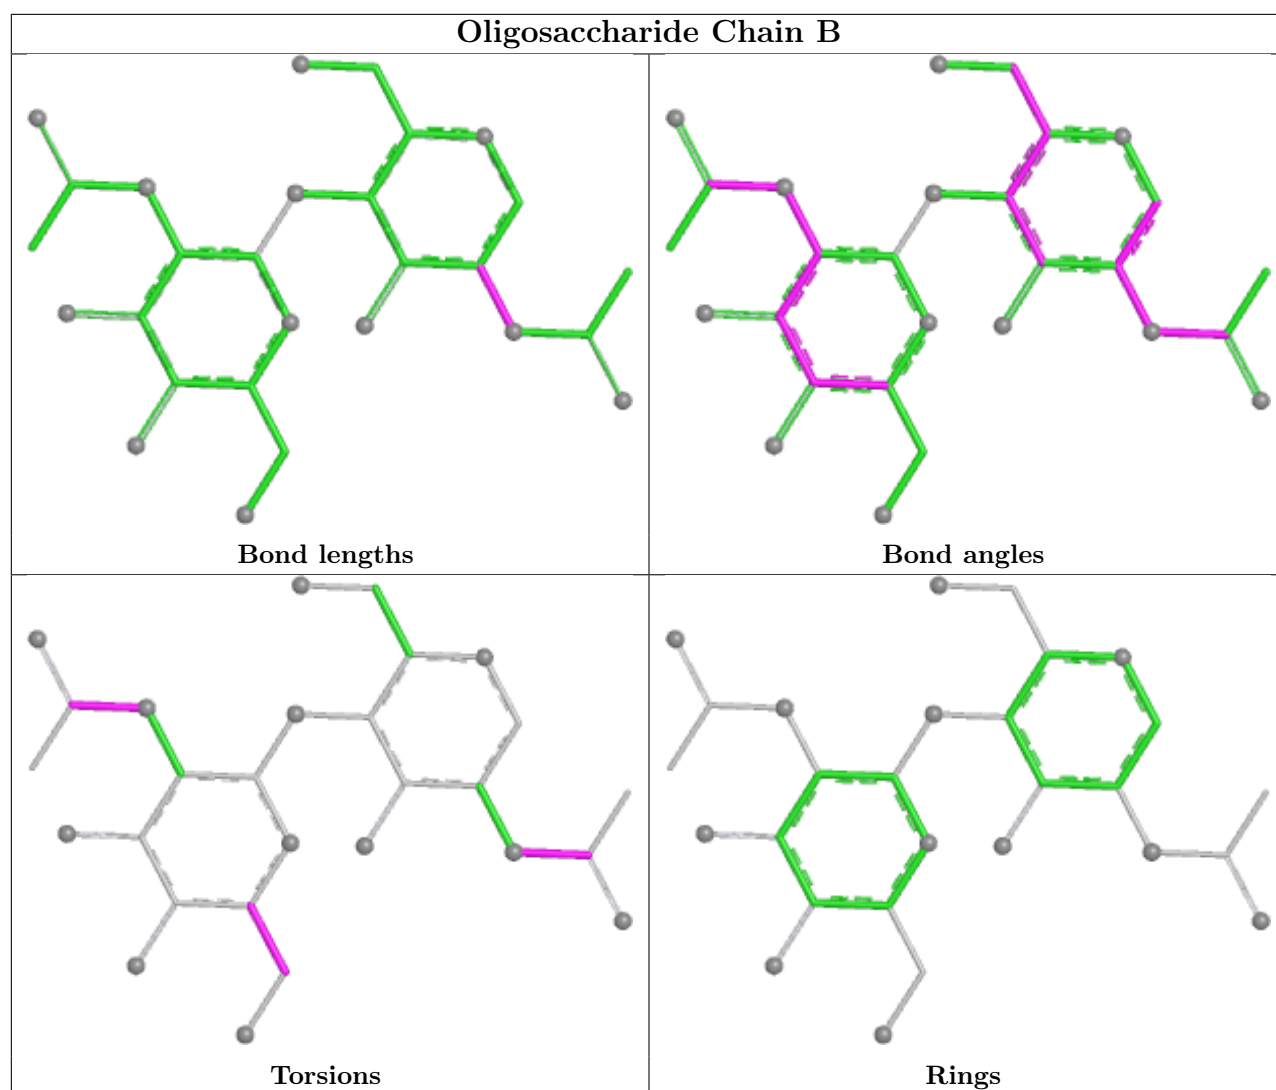 Oligosaccharide Chain B
Bond lengths
Bond angles
Torsions
Rings